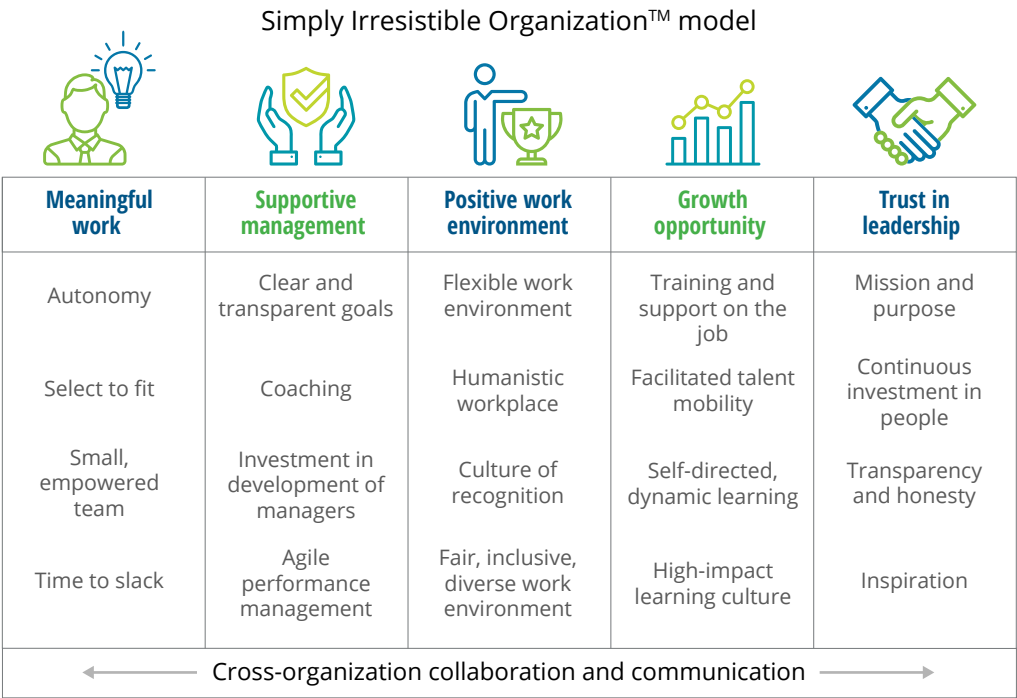 Simply Irresistible Organization™ model
Meaningful
work
Supportive
management
Positive work
environment
Growth
opportunity
Trust in
leadership
Autonomy
Clear and
transparent goals
Flexible work
environment
Training and
support on the
job
Mission and
purpose
Select to fit
Coaching
Humanistic
workplace
Facilitated talent
mobility
Continuous
investment in
people
Small,
empowered
team
Investment in
development of
managers
Culture of
recognition
Self-directed,
dynamic learning
Transparency
and honesty
Time to slack
Agile
performance
management
Fair, inclusive,
diverse work
environment
High-impact
learning culture
Inspiration
Cross-organization collaboration and communication